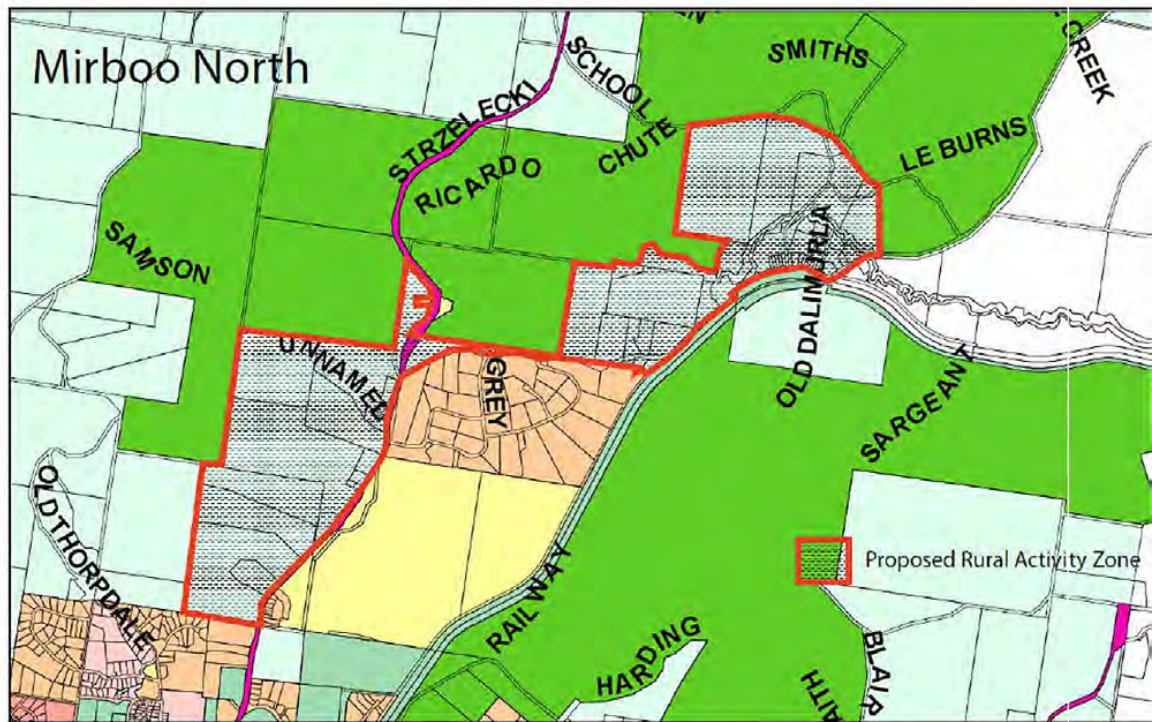 Mirboo North
SMITHS
CREEK
SCHOOL
STRZELECKI
CHUTE
LE BURNS
RICARDO
SAMSON
OLD DALIMURLA
UNNAMED
GREY
SARGEANT
OLD THORPDALE
Proposed Rural Activity Zone
RAILWAY
HARDING
BLAIR